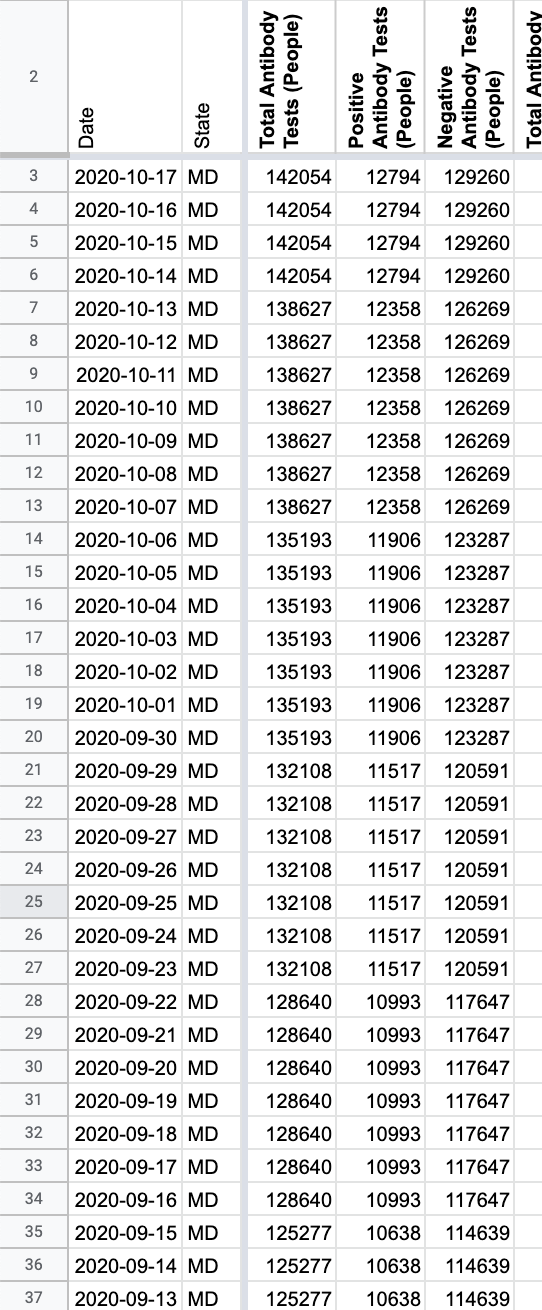 2 Date State Total Antibody Tests (People) Positive Antibody Tests (People) Negative Antibody Tests (People) Total Antibody
3 2020-10-17 MD 142054 12794 129260
4 2020-10-16 MD 142054 12794 129260
5 2020-10-15 MD 142054 12794 129260
6 2020-10-14 MD 142054 12794 129260
7 2020-10-13 MD 138627 12358 126269
8 2020-10-12 MD 138627 12358 126269
9 2020-10-11 MD 138627 12358 126269
10 2020-10-10 MD 138627 12358 126269
11 2020-10-09 MD 138627 12358 126269
12 2020-10-08 MD 138627 12358 126269
13 2020-10-07 MD 138627 12358 126269
14 2020-10-06 MD 135193 11906 123287
15 2020-10-05 MD 135193 11906 123287
16 2020-10-04 MD 135193 11906 123287
17 2020-10-03 MD 135193 11906 123287
18 2020-10-02 MD 135193 11906 123287
19 2020-10-01 MD 135193 11906 123287
20 2020-09-30 MD 135193 11906 123287
21 2020-09-29 MD 132108 11517 120591
22 2020-09-28 MD 132108 11517 120591
23 2020-09-27 MD 132108 11517 120591
24 2020-09-26 MD 132108 11517 120591
25 2020-09-25 MD 132108 11517 120591
26 2020-09-24 MD 132108 11517 120591
27 2020-09-23 MD 132108 11517 120591
28 2020-09-22 MD 128640 10993 117647
29 2020-09-21 MD 128640 10993 117647
30 2020-09-20 MD 128640 10993 117647
31 2020-09-19 MD 128640 10993 117647
32 2020-09-18 MD 128640 10993 117647
33 2020-09-17 MD 128640 10993 117647
34 2020-09-16 MD 128640 10993 117647
35 2020-09-15 MD 125277 10638 114639
36 2020-09-14 MD 125277 10638 114639
37 2020-09-13 MD 125277 10638 114639